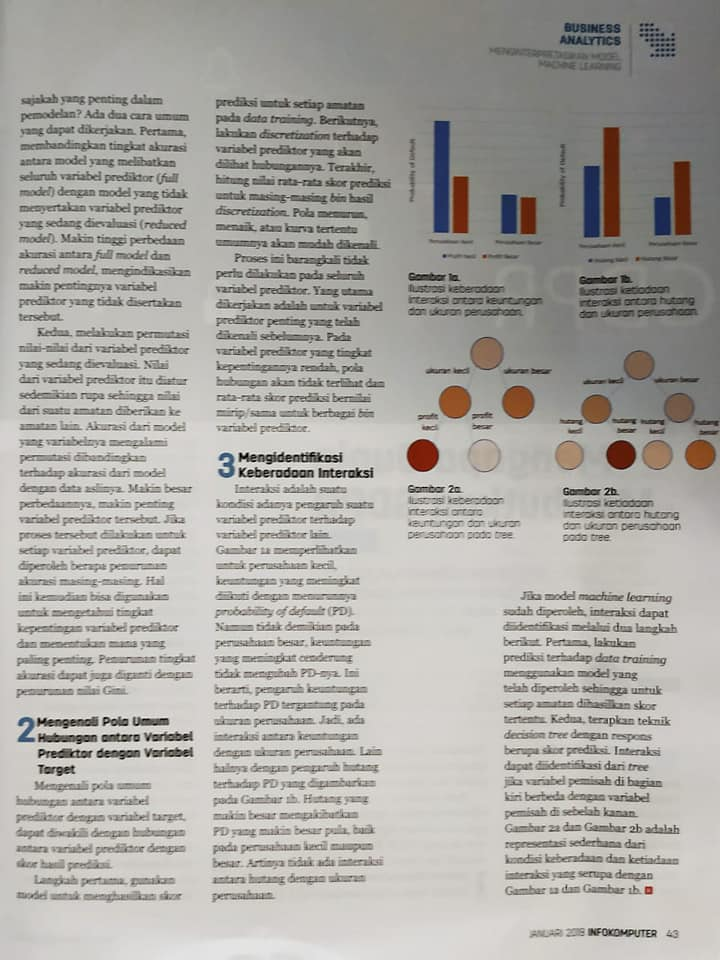 BUSINESS
ANALYTICS
MENGINTERPRETASIKAN MODEL
MACHINE LEARNING
sajakah yang penting dalam
pemodelan? Ada dua cara umum
yang dapat dikerjakan. Pertama,
membandingkan tingkat akurasi
antara model yang melibatkan
seluruh variabel prediktor (full
model) dengan model yang tidak
menyertakan variabel prediktor
yang sedang dievaluasi (reduced
model). Makin tinggi perbedaan
akurasi antara full model dan
reduced model, mengindikasikan
makin pentingnya variabel
prediktor yang tidak disertakan
tersebut.
Kedua, melakukan permutasi
nilai-nilai dari variabel prediktor
yang sedang dievaluasi. Nilai
dari variabel prediktor itu diatur
sedemikian rupa sehingga nilai
dari suatu amatan diberikan ke
amatan lain. Akurasi dari model
yang variabelnya mengalami
permutasi dibandingkan
terhadap akurasi dari model
dengan data aslinya. Makin besar
perbedaannya, makin penting
variabel prediktor tersebut. Jika
proses tersebut dilakukan untuk
setiap variabel prediktor, dapat
diperoleh berapa penurunan
akurasi masing-masing. Hal
ini kemudian bisa digunakan
untuk mengetahui tingkat
kepentingan variabel prediktor
dan menentukan mana yang
paling penting. Penurunan tingkat
akurasi dapat juga diganti dengan
penurunan nilai Gini.
2 Mengenali Pola Umum
Hubungan antara Variabel
Prediktor dengan Variabel
Target
Mengenali pola umum
hubungan antara variabel
prediktor dengan variabel target,
dapat diwakili dengan hubungan
antara variabel prediktor dengan
skor hasil prediksi.
Langkah pertama, gunakan
model untuk menghasilkan skor
prediksi untuk setiap amatan
pada data training. Berikutnya,
lakukan discretization terhadap
variabel prediktor yang akan
dilihat hubungannya. Terakhir,
hitung nilai rata-rata skor prediksi
untuk masing-masing bin hasil
discretization. Pola menurun,
menaik, atau kurva tertentu
umumnya akan mudah dikenali.
Proses ini barangkali tidak
perlu dilakukan pada seluruh
variabel prediktor. Yang utama
dikerjakan adalah untuk variabel
prediktor penting yang telah
dikenali sebelumnya. Pada
variabel prediktor yang tingkat
kepentingannya rendah, pola
hubungan akan tidak terlihat dan
rata-rata skor prediksi bernilai
mirip/sama untuk berbagai bin
variabel prediktor.
3 Mengidentifikasi
Keberadaan Interaksi
Interaksi adalah suatu
kondisi adanya pengaruh suatu
variabel prediktor terhadap
variabel prediktor lain.
Gambar 1a memperlihatkan
untuk perusahaan kecil,
keuntungan yang meningkat
diikuti dengan menurunnya
probability of default (PD).
Namun tidak demikian pada
perusahaan besar, keuntungan
yang meningkat cenderung
tidak mengubah PD-nya. Ini
berarti, pengaruh keuntungan
terhadap PD tergantung pada
ukuran perusahaan. Jadi, ada
interaksi antara keuntungan
dengan ukuran perusahaan. Lain
halnya dengan pengaruh hutang
terhadap PD yang digambarkan
pada Gambar 1b. Hutang yang
makin besar mengakibatkan
PD yang makin besar pula, baik
pada perusahaan kecil maupun
besar. Artinya tidak ada interaksi
antara hutang dengan ukuran
perusahaan.
Probability of Default
Perusahaan Kecil Perusahaan Besar
Profit Kecil Profit Besar
Gambar 1a.
Ilustrasi keberadaan
interaksi antara keuntungan
dan ukuran perusahaan.
Probability of Default
Perusahaan Kecil Perusahaan Besar
Hutang Kecil Hutang Besar
Gambar 1b.
Ilustrasi ketiadaan
interaksi antara hutang
dan ukuran perusahaan.
ukuran kecil ukuran besar
profit
kecil
profit
besar
Gambar 2a.
Ilustrasi keberadaan
interaksi antara
keuntungan dan ukuran
perusahaan pada tree.
ukuran kecil ukuran besar
hutang
kecil
hutang
besar
hutang
kecil
hutang
besar
Gambar 2b.
Ilustrasi ketiadaan
interaksi antara hutang
dan ukuran perusahaan
pada tree.
Jika model machine learning
sudah diperoleh, interaksi dapat
diidentifikasi melalui dua langkah
berikut. Pertama, lakukan
prediksi terhadap data training
menggunakan model yang
telah diperoleh sehingga untuk
setiap amatan dihasilkan skor
tertentu. Kedua, terapkan teknik
decision tree dengan respons
berupa skor prediksi. Interaksi
dapat diidentifikasi dari tree
jika variabel pemisah di bagian
kiri berbeda dengan variabel
pemisah di sebelah kanan.
Gambar 2a dan Gambar 2b adalah
representasi sederhana dari
kondisi keberadaan dan ketiadaan
interaksi yang serupa dengan
Gambar 1a dan Gambar 1b.
JANUARI 2018 INFOKOMPUTER 43